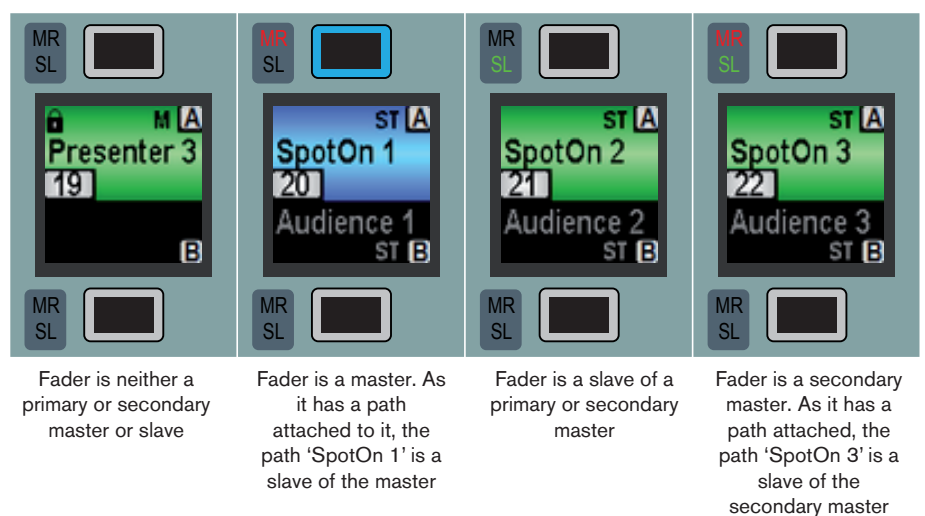 MR
SL
M A
Presenter 3
19
B
MR
SL
Fader is neither a
primary or secondary
master or slave
MR
SL
ST A
SpotOn 1
20
Audience 1
ST B
MR
SL
Fader is a master. As
it has a path
attached to it, the
path ‘SpotOn 1’ is a
slave of the master
MR
SL
ST A
SpotOn 2
21
Audience 2
ST B
MR
SL
Fader is a slave of a
primary or secondary
master
MR
SL
ST A
SpotOn 3
22
Audience 3
ST B
MR
SL
Fader is a secondary
master. As it has a
path attached, the
path ‘SpotOn 3’ is a
slave of the
secondary master